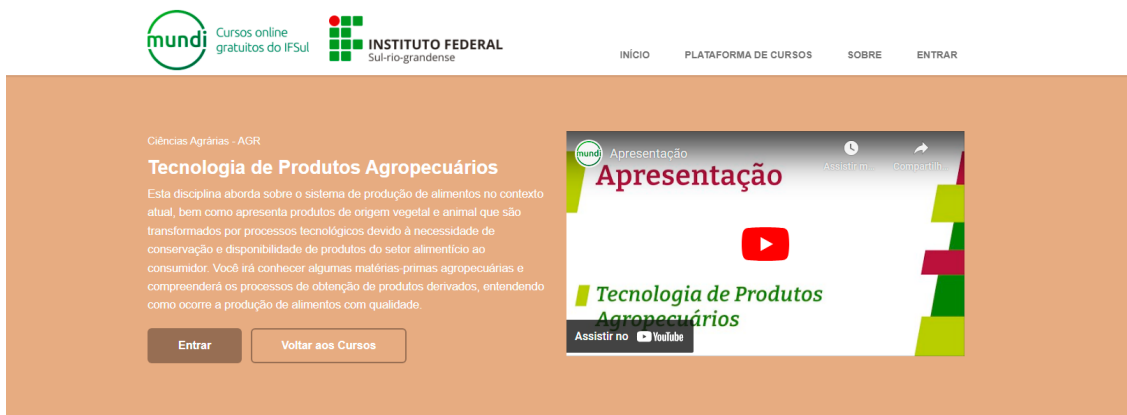 mundi
Cursos online
gratuitos do IFSul
INSTITUTO FEDERAL
Sul-rio-grandense
INÍCIO
PLATAFORMA DE CURSOS
SOBRE
ENTRAR
Ciências Agrárias - AGR
Tecnologia de Produtos Agropecuários
Esta disciplina aborda sobre o sistema de produção de alimentos no contexto
atual, bem como apresenta produtos de origem vegetal e animal que são
transformados por processos tecnológicos devido à necessidade de
conservação e disponibilidade de produtos do setor alimentício ao
consumidor. Você irá conhecer algumas matérias-primas agropecuárias e
compreenderá os processos de obtenção de produtos derivados, entendendo
como ocorre a produção de alimentos com qualidade.
Entrar
Voltar aos Cursos
mundi
Apresentação
Assistir m...
Compartilh...
Apresentação
Tecnologia de Produtos
Agropecuários
Assistir no YouTube